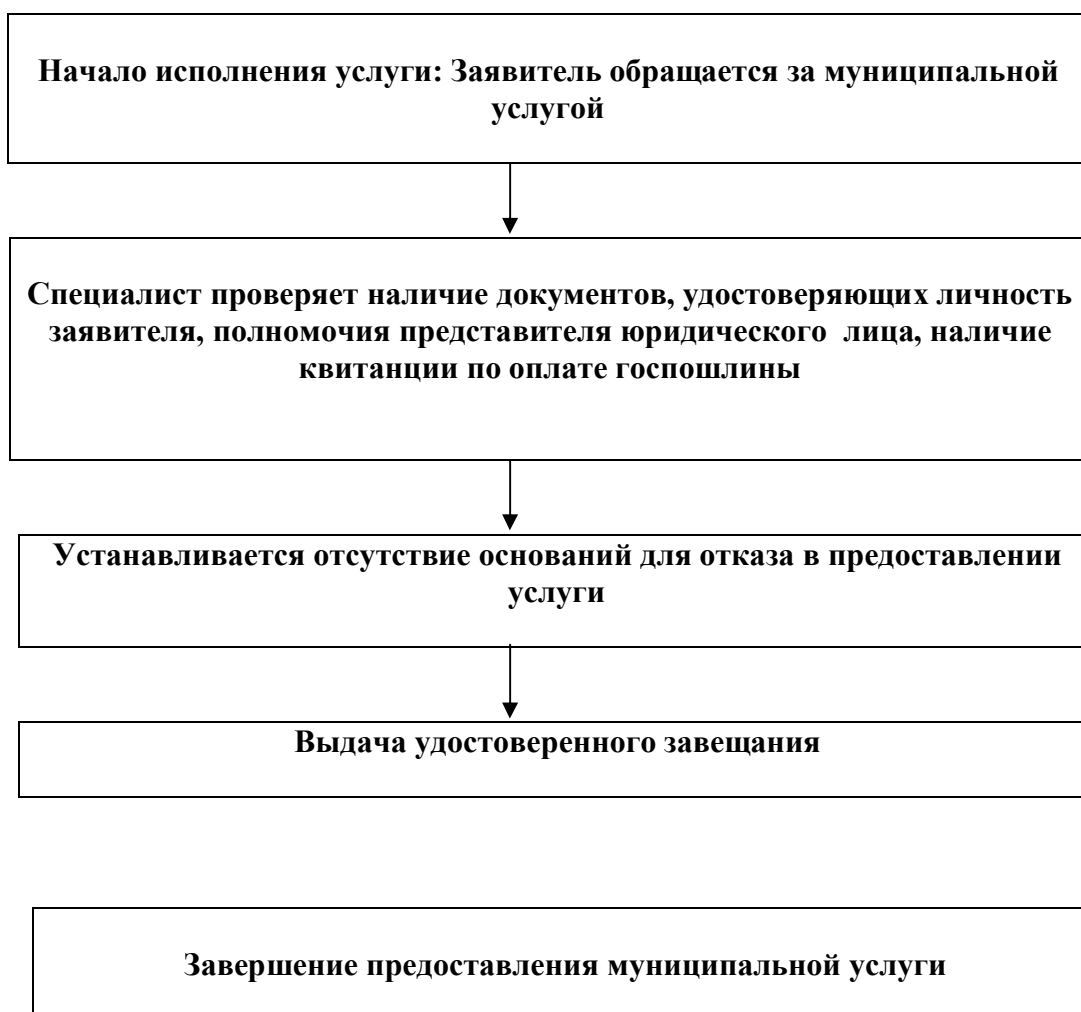 Начало исполнения услуги: Заявитель обращается за муниципальной
услугой
Специалист проверяет наличие документов, удостоверяющих личность
заявителя, полномочия представителя юридического  лица, наличие
квитанции по оплате госпошлины
Устанавливается отсутствие оснований для отказа в предоставлении
услуги
Выдача удостоверенного завещания
Завершение предоставления муниципальной услуги